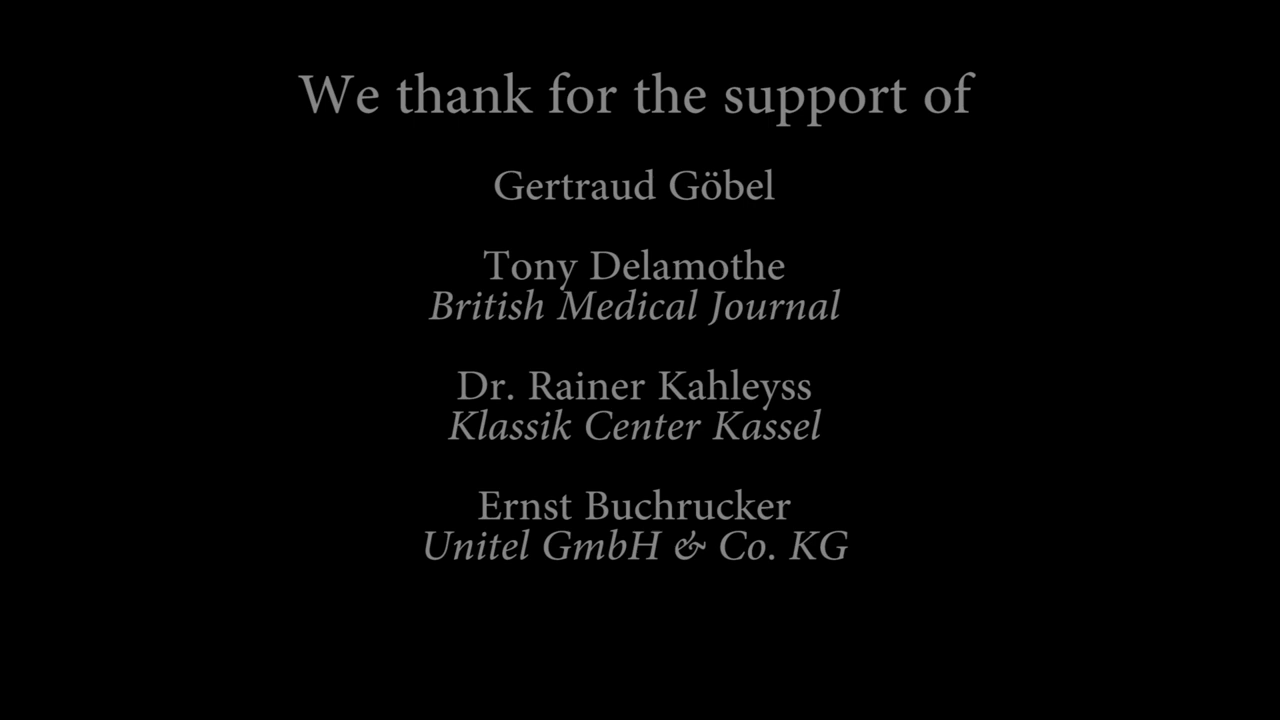 We thank for the support of
Gertraud Göbel
Tony Delamothe
British Medical Journal
Dr. Rainer Kahleyss
Klassik Center Kassel
Ernst Buchrucker
Unitel GmbH & Co. KG